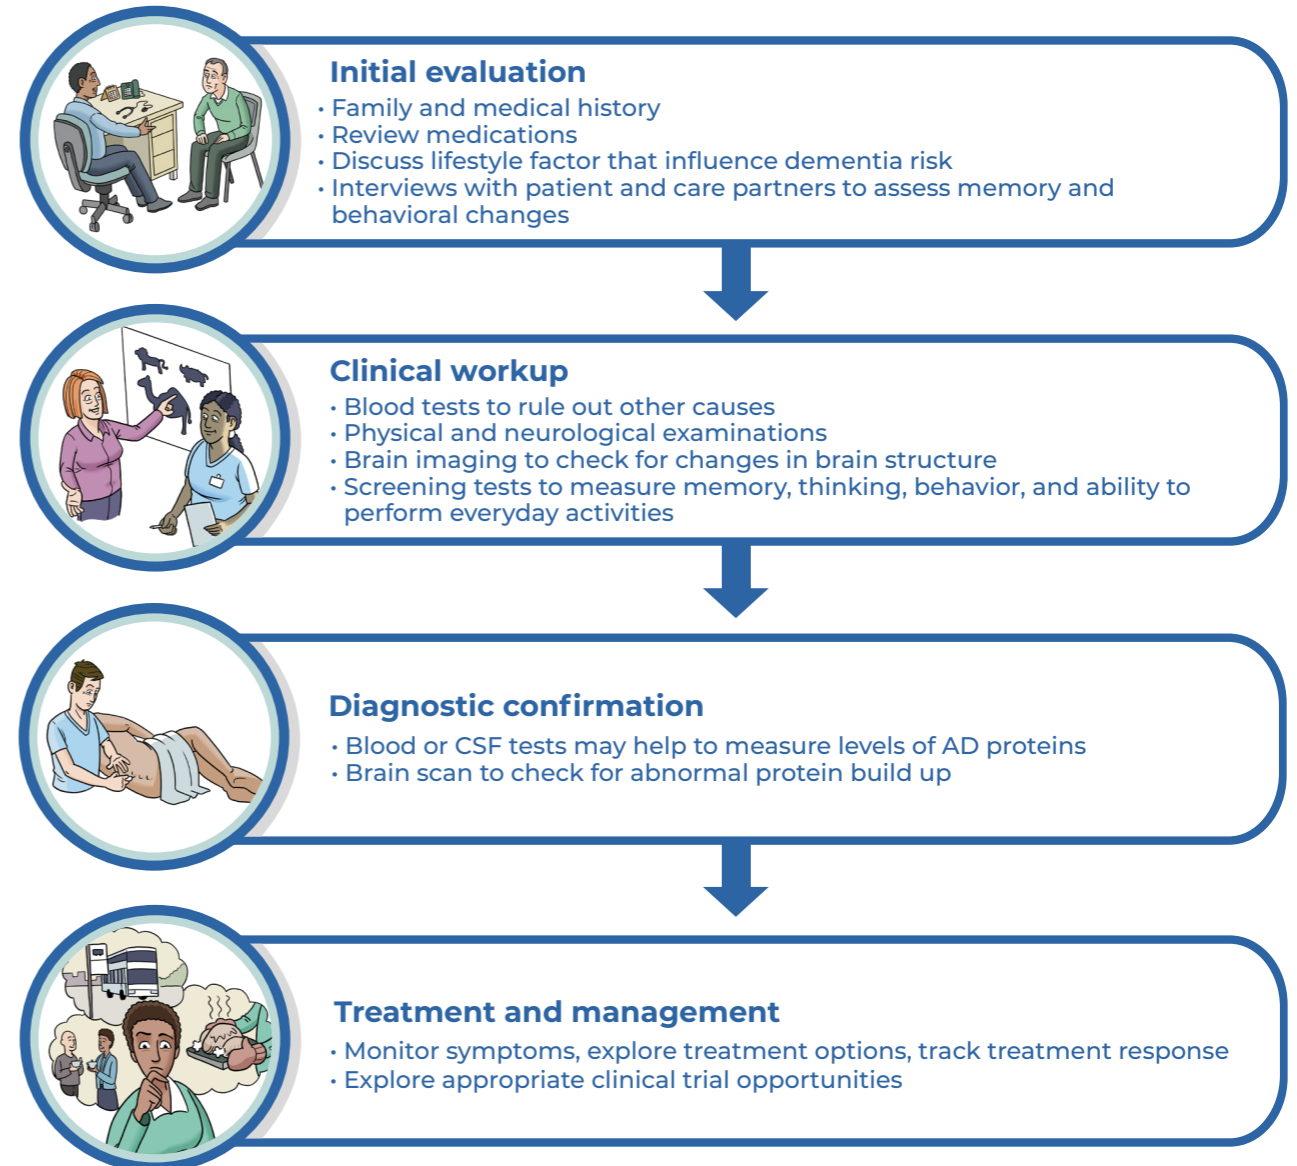 Initial evaluation
• Family and medical history
• Review medications
• Discuss lifestyle factor that influence dementia risk
• Interviews with patient and care partners to assess memory and
behavioral changes
Clinical workup
• Blood tests to rule out other causes
• Physical and neurological examinations
• Brain imaging to check for changes in brain structure
• Screening tests to measure memory, thinking, behavior, and ability to
perform everyday activities
Diagnostic confirmation
• Blood or CSF tests may help to measure levels of AD proteins
• Brain scan to check for abnormal protein build up
Treatment and management
• Monitor symptoms, explore treatment options, track treatment response
• Explore appropriate clinical trial opportunities